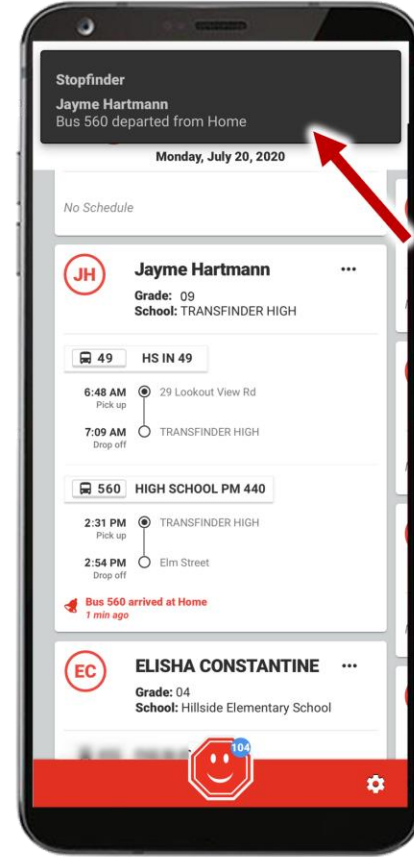 Stopfinder
Jayme Hartmann
Bus 560 departed from Home
Monday, July 20, 2020
No Schedule
JH
Jayme Hartmann
Grade: 09
School: TRANSFINDER HIGH
49 HS IN 49
6:48 AM 29 Lookout View Rd
Pick up
7:09 AM TRANSFINDER HIGH
Drop off
560 HIGH SCHOOL PM 440
2:31 PM TRANSFINDER HIGH
Pick up
2:54 PM Elm Street
Drop off
Bus 560 arrived at Home
1 min ago
EC
ELISHA CONSTANTINE
Grade: 04
School: Hillside Elementary School
104